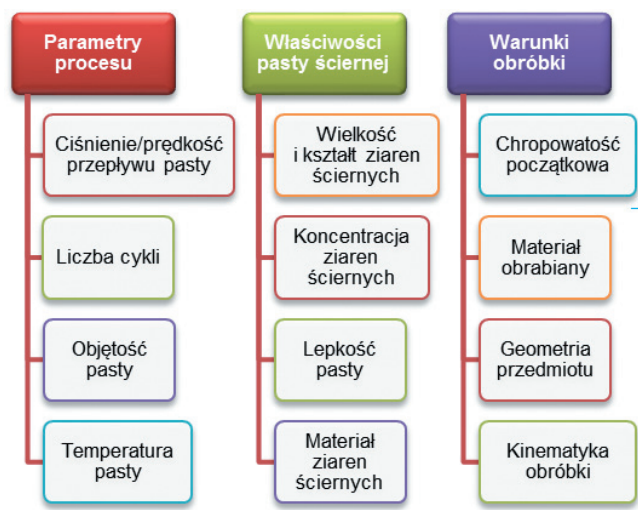 Parametry
procesu
Ciśnienie/prędkość
przepływu pasty
Liczba cykli
Objętość
pasty
Temperatura
pasty
Właściwości
pasty ściernej
Wielkość
i kształt ziaren
ściernych
Koncentracja
ziaren
ściernych
Lepkość
pasty
Materiał
ziaren
ściernych
Warunki
obróbki
Chropowatość
początkowa
Materiał
obrabiany
Geometria
przedmiotu
Kinematyka
obróbki